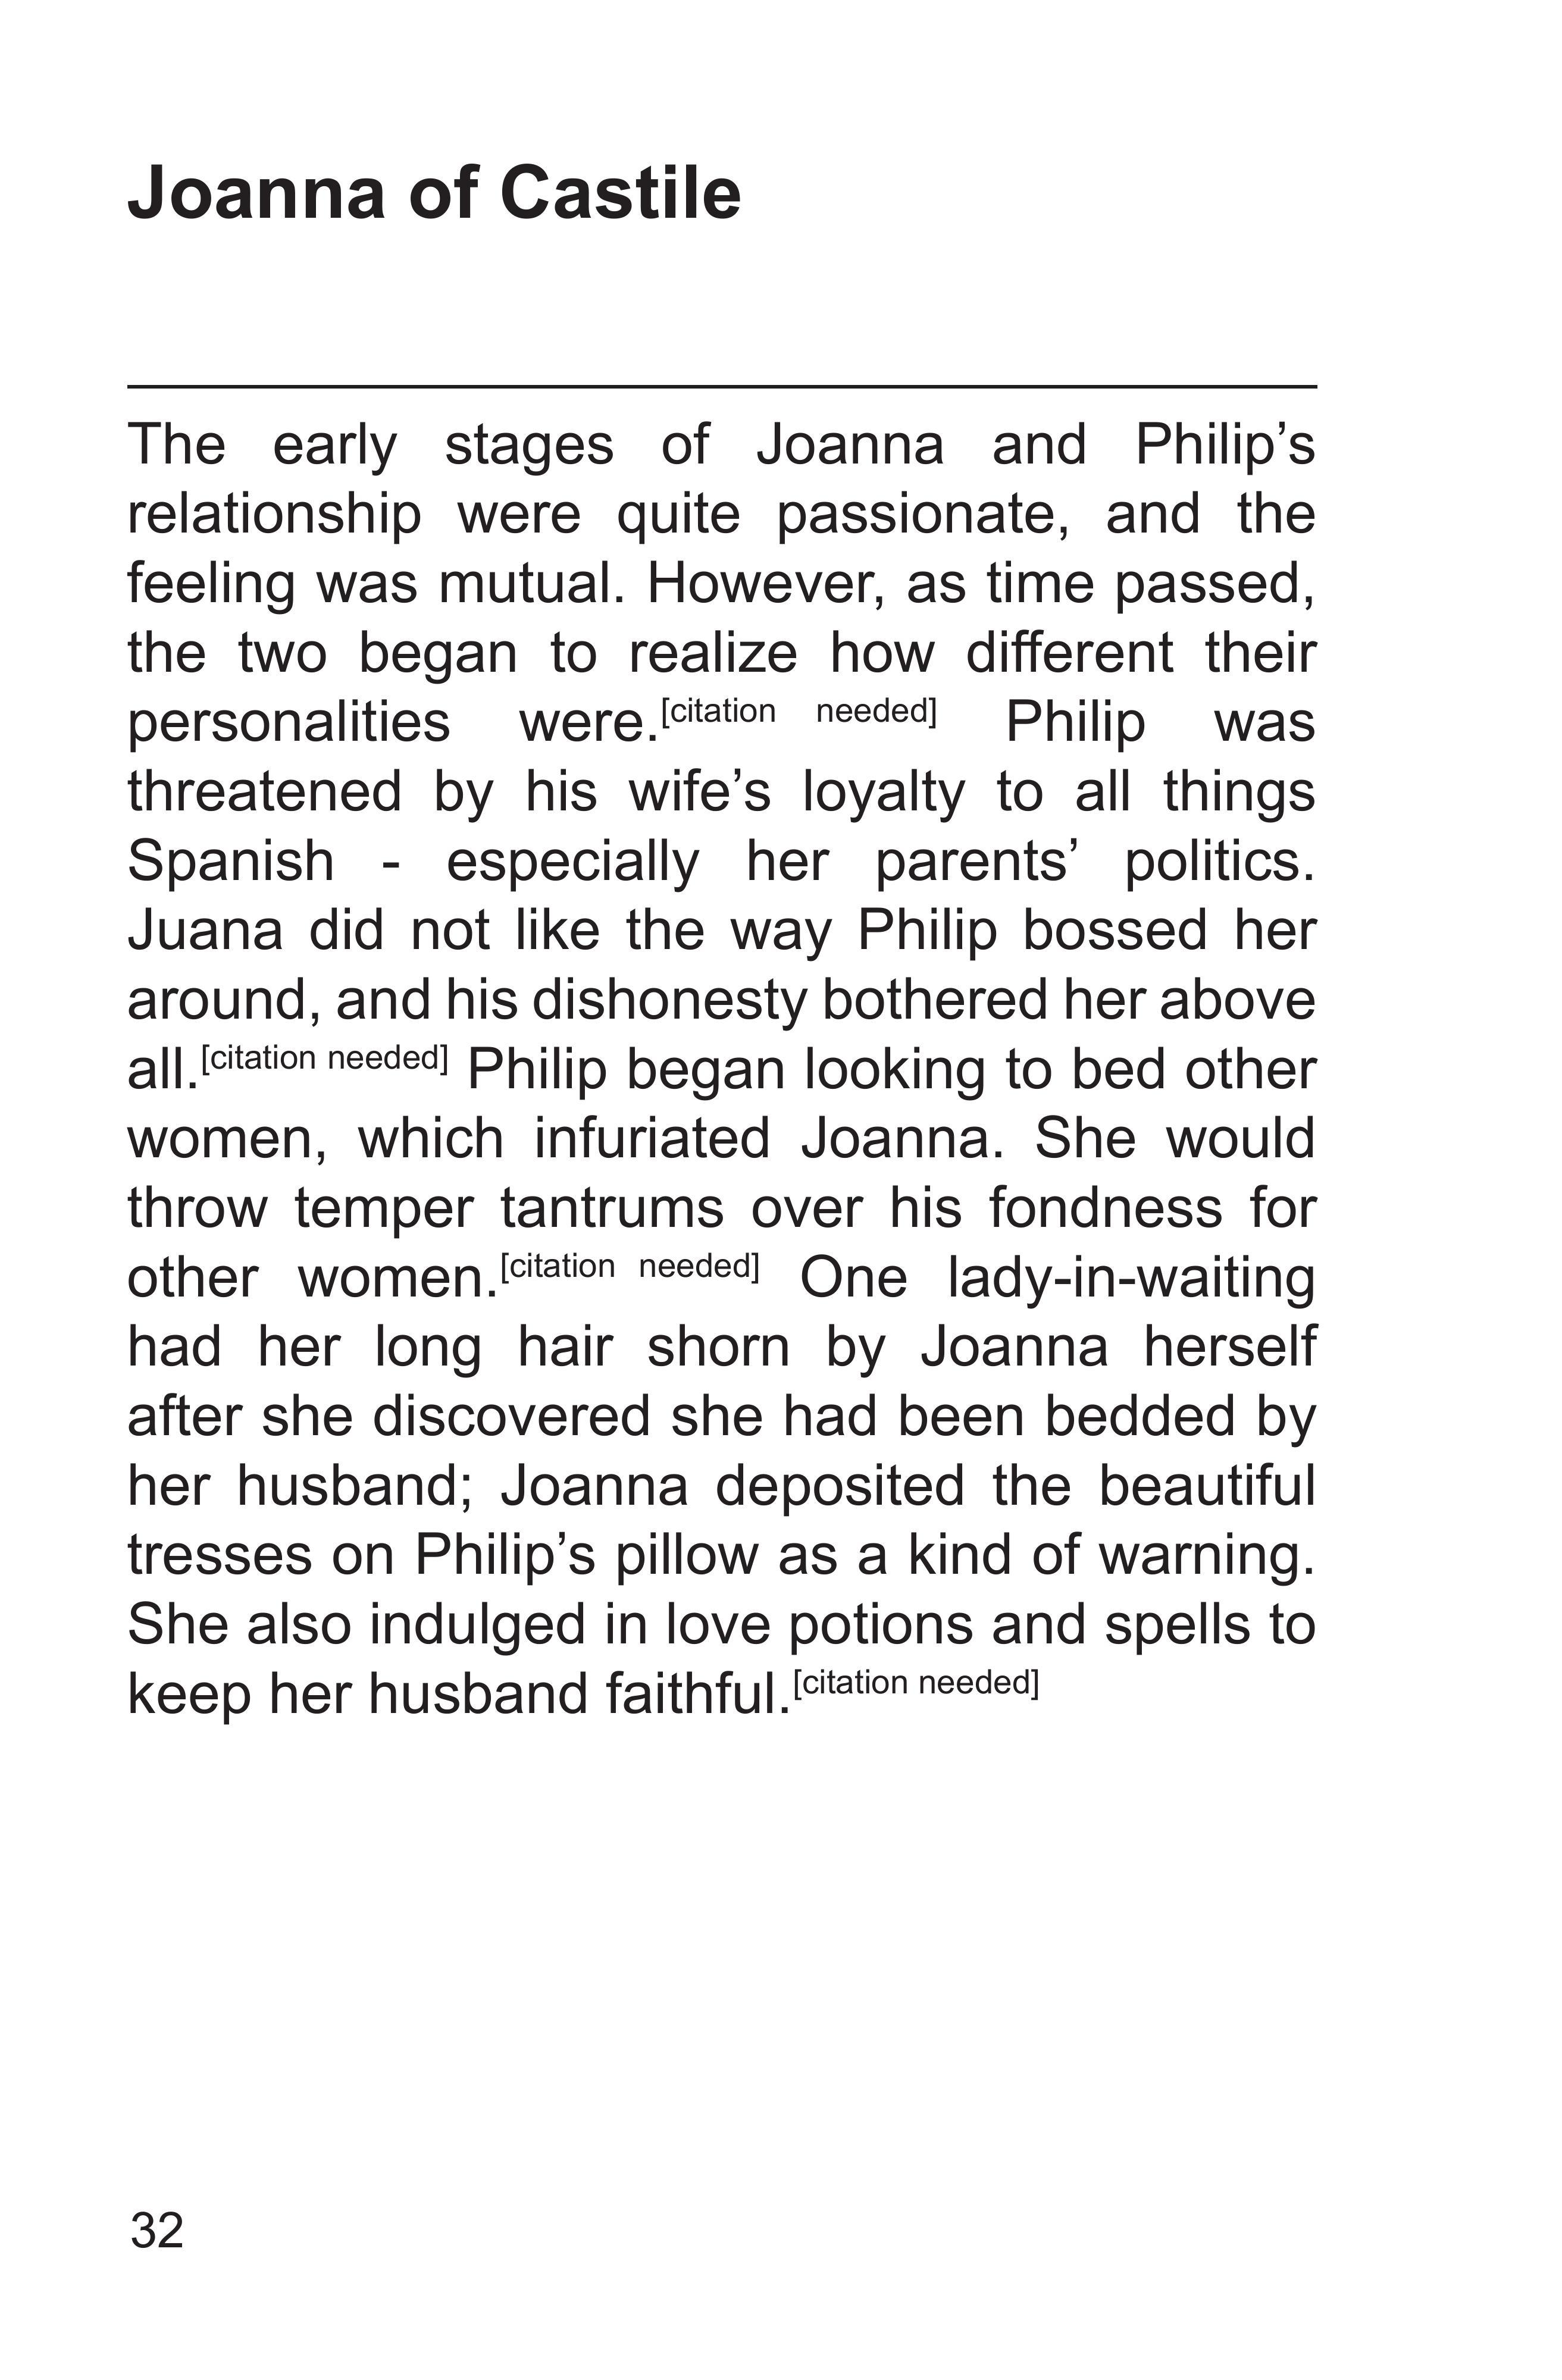 Joanna of Castile
The early stages of Joanna and Philip’s
relationship were quite passionate, and the
feeling was mutual. However, as time passed,
the two began to realize how different their
personalities were.[citation needed] Philip was
threatened by his wife’s loyalty to all things
Spanish - especially her parents’ politics.
Juana did not like the way Philip bossed her
around, and his dishonesty bothered her above
all.[citation needed] Philip began looking to bed other
women, which infuriated Joanna. She would
throw temper tantrums over his fondness for
other women.[citation needed] One lady-in-waiting
had her long hair shorn by Joanna herself
after she discovered she had been bedded by
her husband; Joanna deposited the beautiful
tresses on Philip’s pillow as a kind of warning.
She also indulged in love potions and spells to
keep her husband faithful.[citation needed]
32